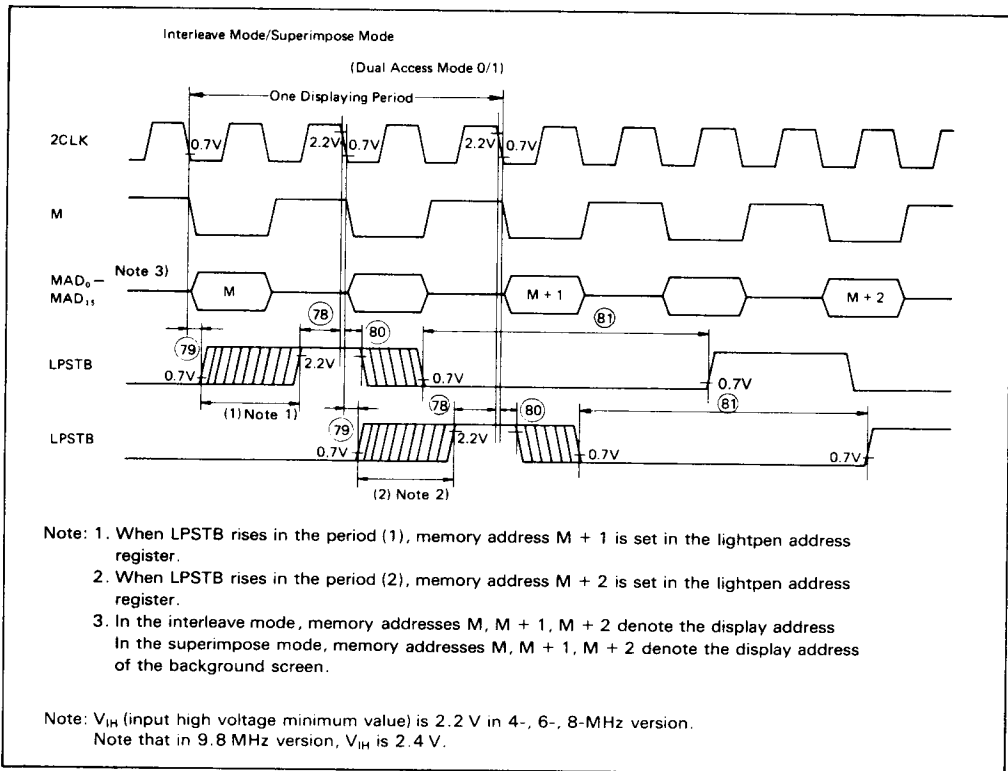 Interleave Mode/Superimpose Mode
(Dual Access Mode 0/1)
One Displaying Period
2CLK
0.7V 2.2V 0.7V 2.2V 0.7V
M
MAD₀–
MAD₁₅
Note 3)
M M + 1 M + 2
78 80 81
79
LPSTB
0.7V 2.2V 0.7V 0.7V
(1) Note 1)
78 80 81
79
LPSTB
0.7V 2.2V 0.7V 0.7V
(2) Note 2)
Note: 1. When LPSTB rises in the period (1), memory address M + 1 is set in the lightpen address
register.
2. When LPSTB rises in the period (2), memory address M + 2 is set in the lightpen address
register.
3. In the interleave mode, memory addresses M, M + 1, M + 2 denote the display address
In the superimpose mode, memory addresses M, M + 1, M + 2 denote the display address
of the background screen.
Note: V_IH (input high voltage minimum value) is 2.2 V in 4-, 6-, 8-MHz version.
Note that in 9.8 MHz version, V_IH is 2.4 V.